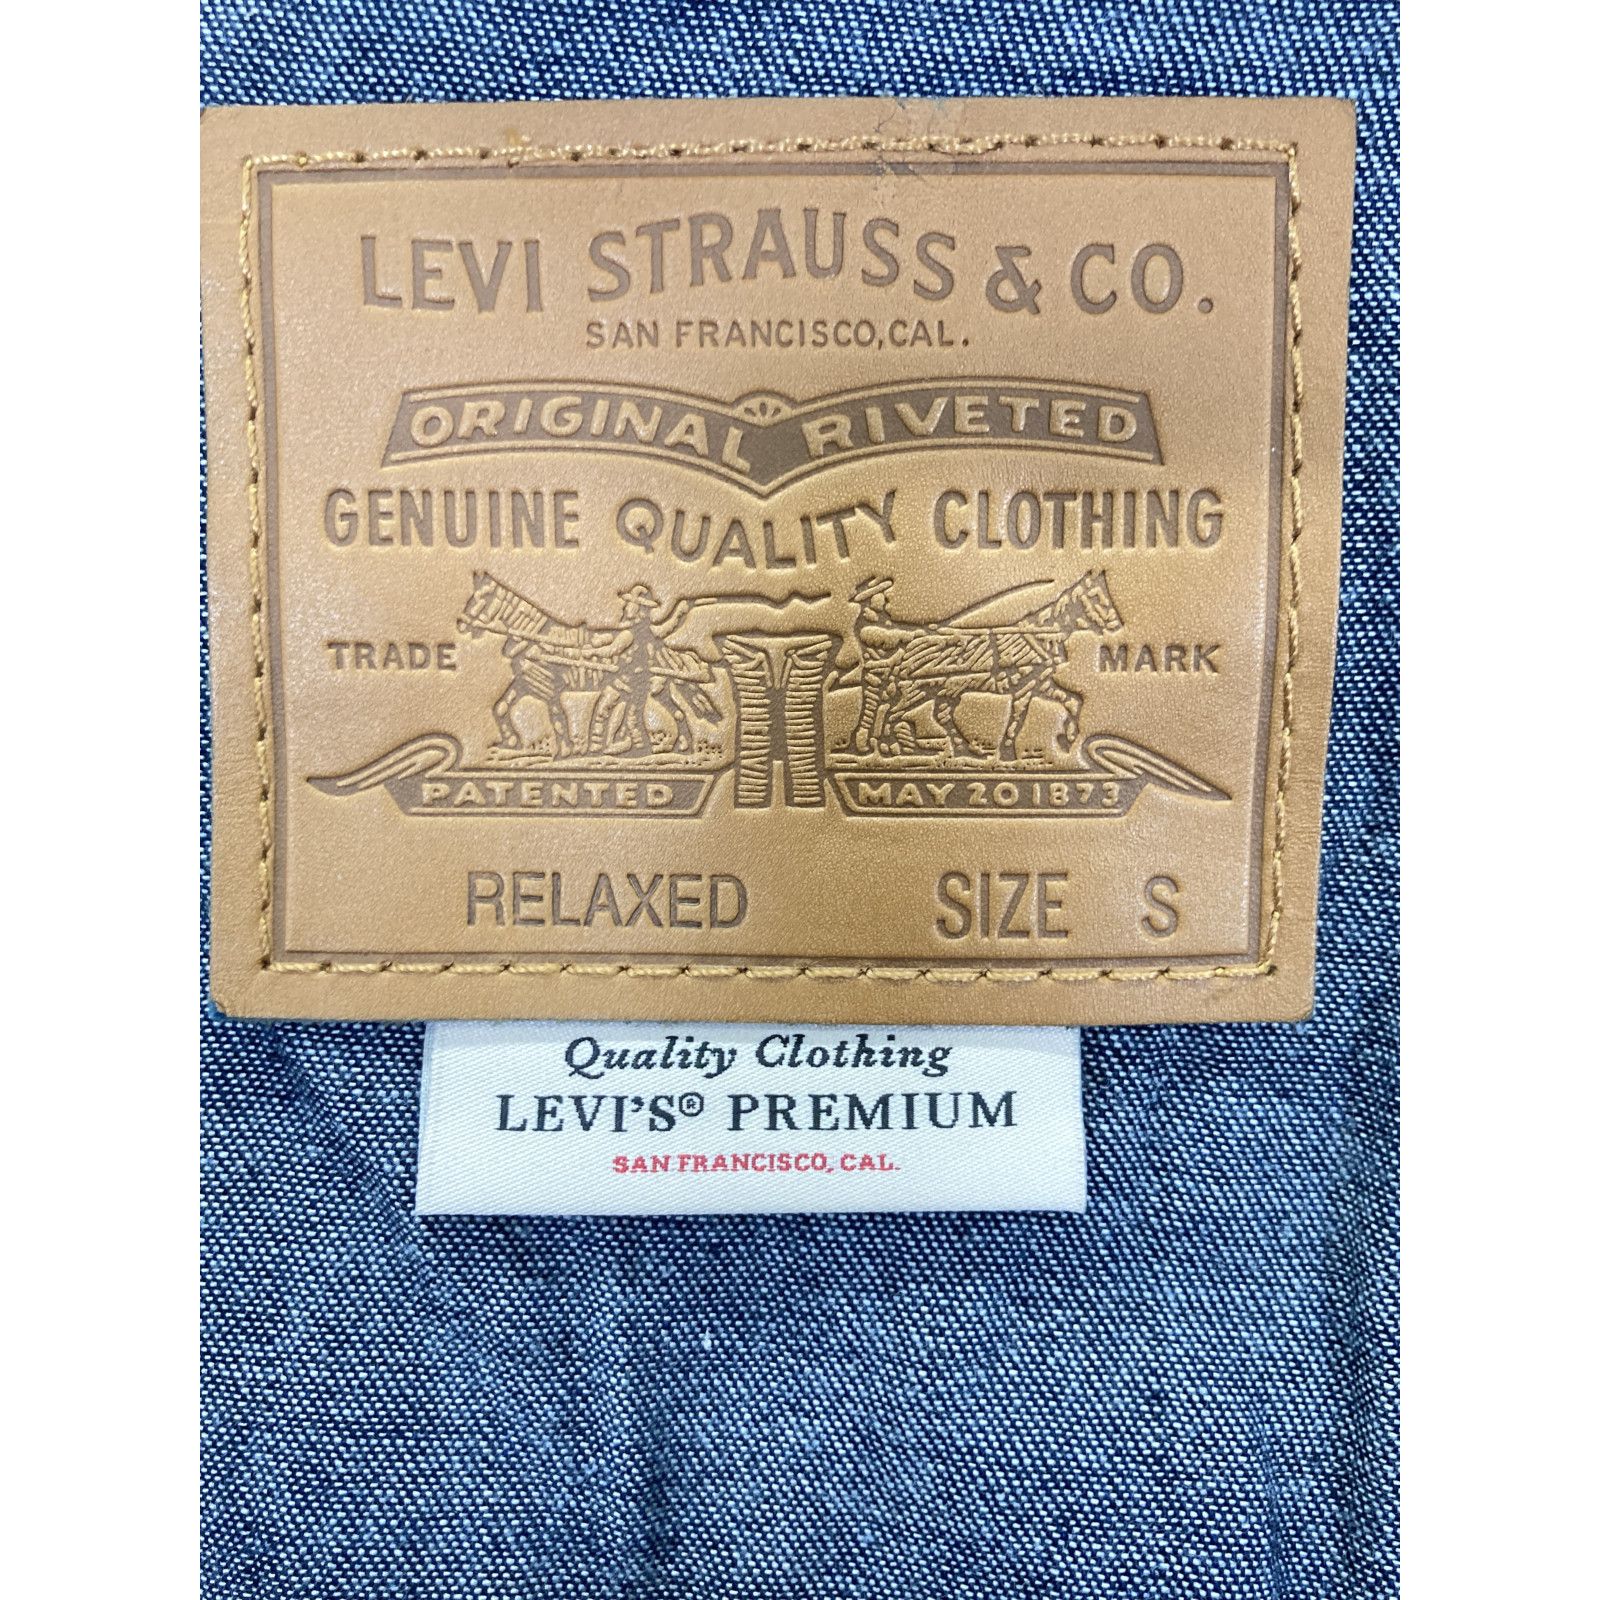 LEVI STRAUSS & CO.
SAN FRANCISCO, CAL.
ORIGINAL RIVETED
GENUINE QUALITY CLOTHING
TRADE MARK
PATENTED MAY 20 1873
RELAXED SIZE S
Quality Clothing
LEVI'S® PREMIUM
SAN FRANCISCO, CAL.